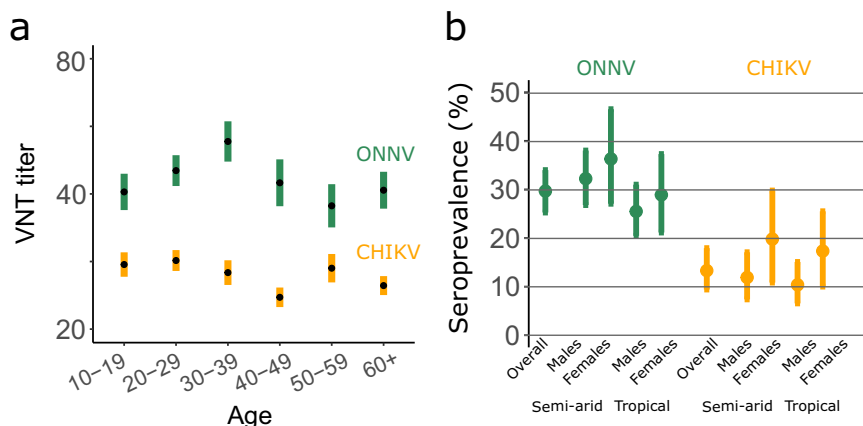 a
VNT titer
80
40
20
ONNV
CHIKV
10–19
20–29
30–39
40–49
50–59
60+
Age
b
ONNV
CHIKV
Seroprevalence (%)
50
40
30
20
10
0
Overall
Males
Females
Males
Females
Overall
Males
Females
Males
Females
Semi-arid
Tropical
Semi-arid
Tropical